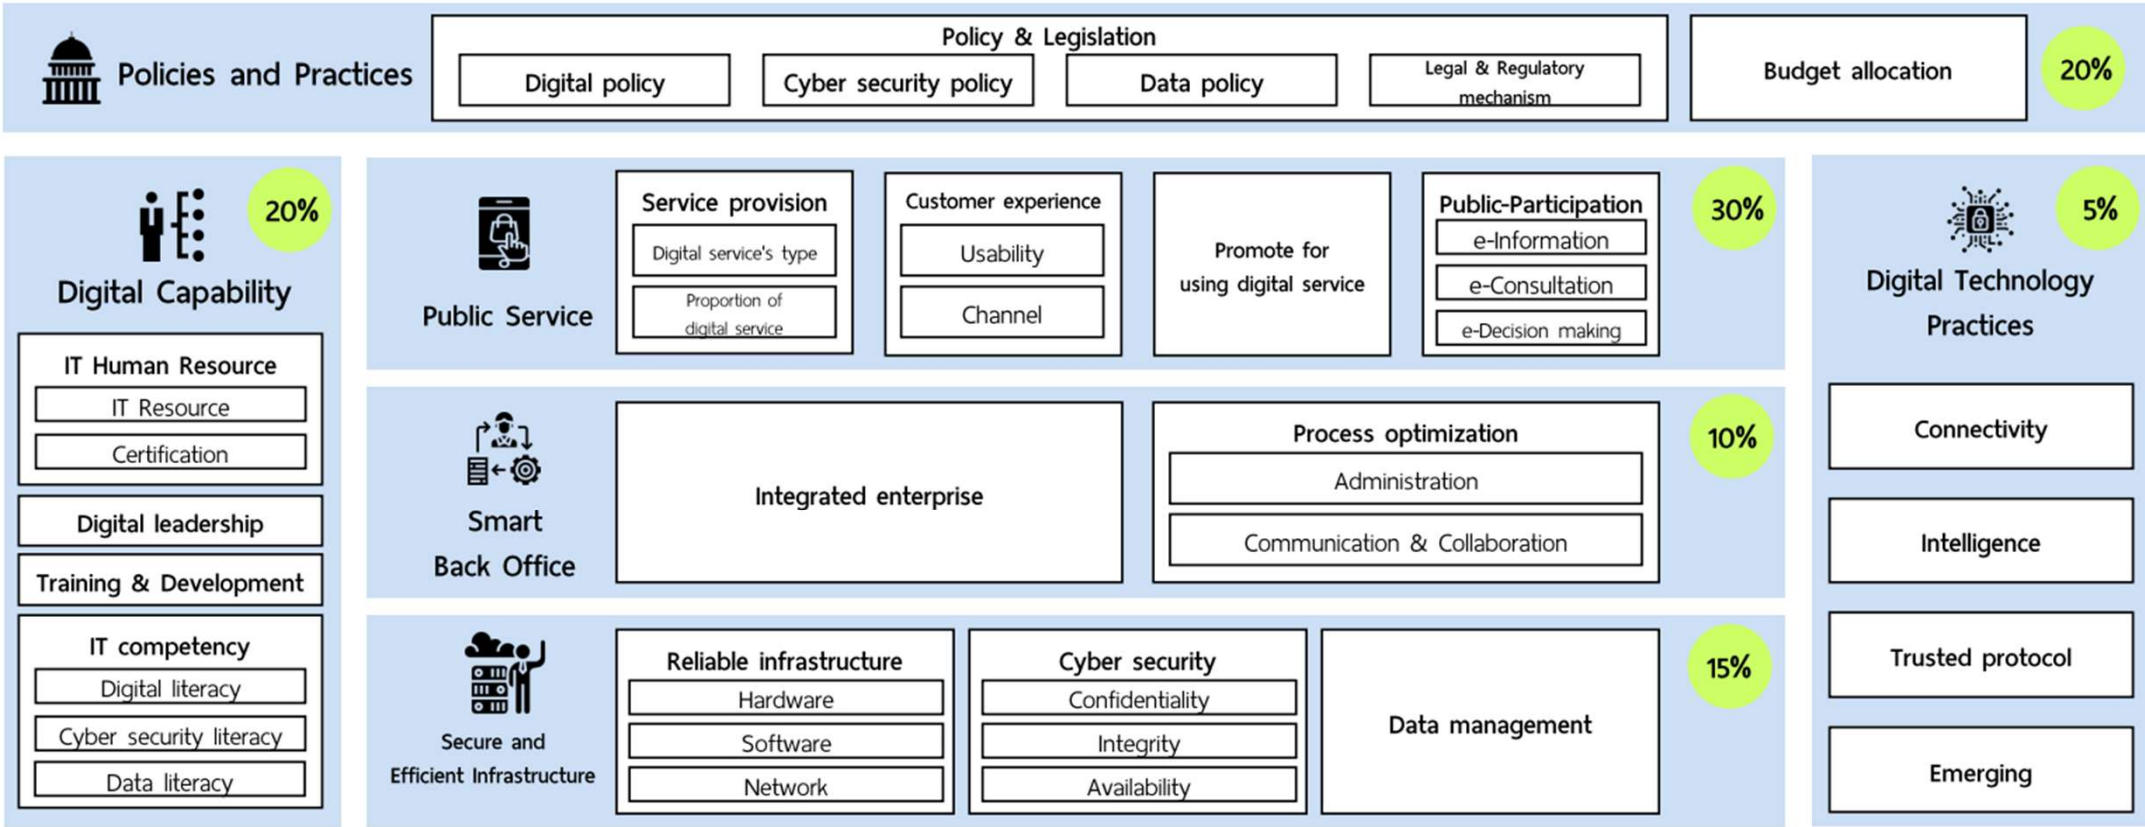 Policies and Practices
Policy & Legislation
Digital policy
Cyber security policy
Data policy
Legal & Regulatory
mechanism
Budget allocation
20%
20%
Digital Capability
IT Human Resource
IT Resource
Certification
Digital leadership
Training & Development
IT competency
Digital literacy
Cyber security literacy
Data literacy
Public Service
Service provision
Digital service's type
Proportion of
digital service
Customer experience
Usability
Channel
Promote for
using digital service
Public-Participation
e-Information
e-Consultation
e-Decision making
30%
Smart
Back Office
Integrated enterprise
Process optimization
Administration
Communication & Collaboration
10%
Secure and
Efficient Infrastructure
Reliable infrastructure
Hardware
Software
Network
Cyber security
Confidentiality
Integrity
Availability
Data management
15%
5%
Digital Technology
Practices
Connectivity
Intelligence
Trusted protocol
Emerging